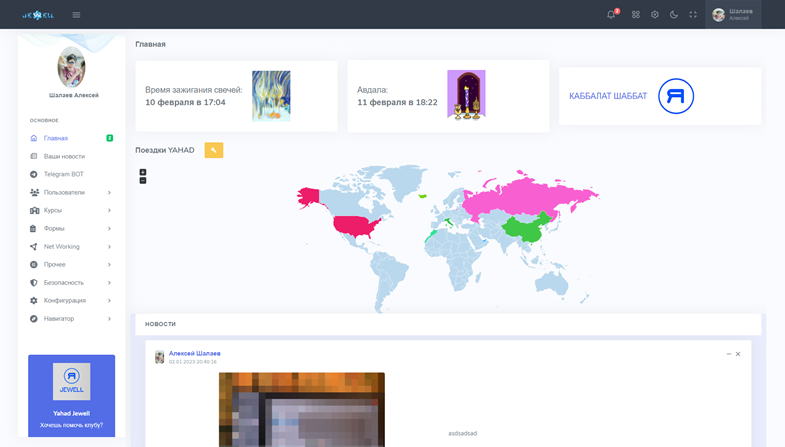 JEWELL
2
Шалаев
Алексей
Шалаев Алексей
ОСНОВНОЕ
Главная
2
Ваши новости
Telegram BOT
Пользователи
Курсы
Формы
Net Working
Прочее
Безопасность
Конфигурация
Навигатор
JEWELL
Yahad Jewell
Хочешь помочь клубу?
Главная
Время зажигания свечей:
10 февраля в 17:04
Авдала:
11 февраля в 18:22
КАББАЛАТ ШАББАТ
Поездки YAHAD
+
−
НОВОСТИ
Алексей Шалаев
02.01.2023 20:40:16
asdsadsad